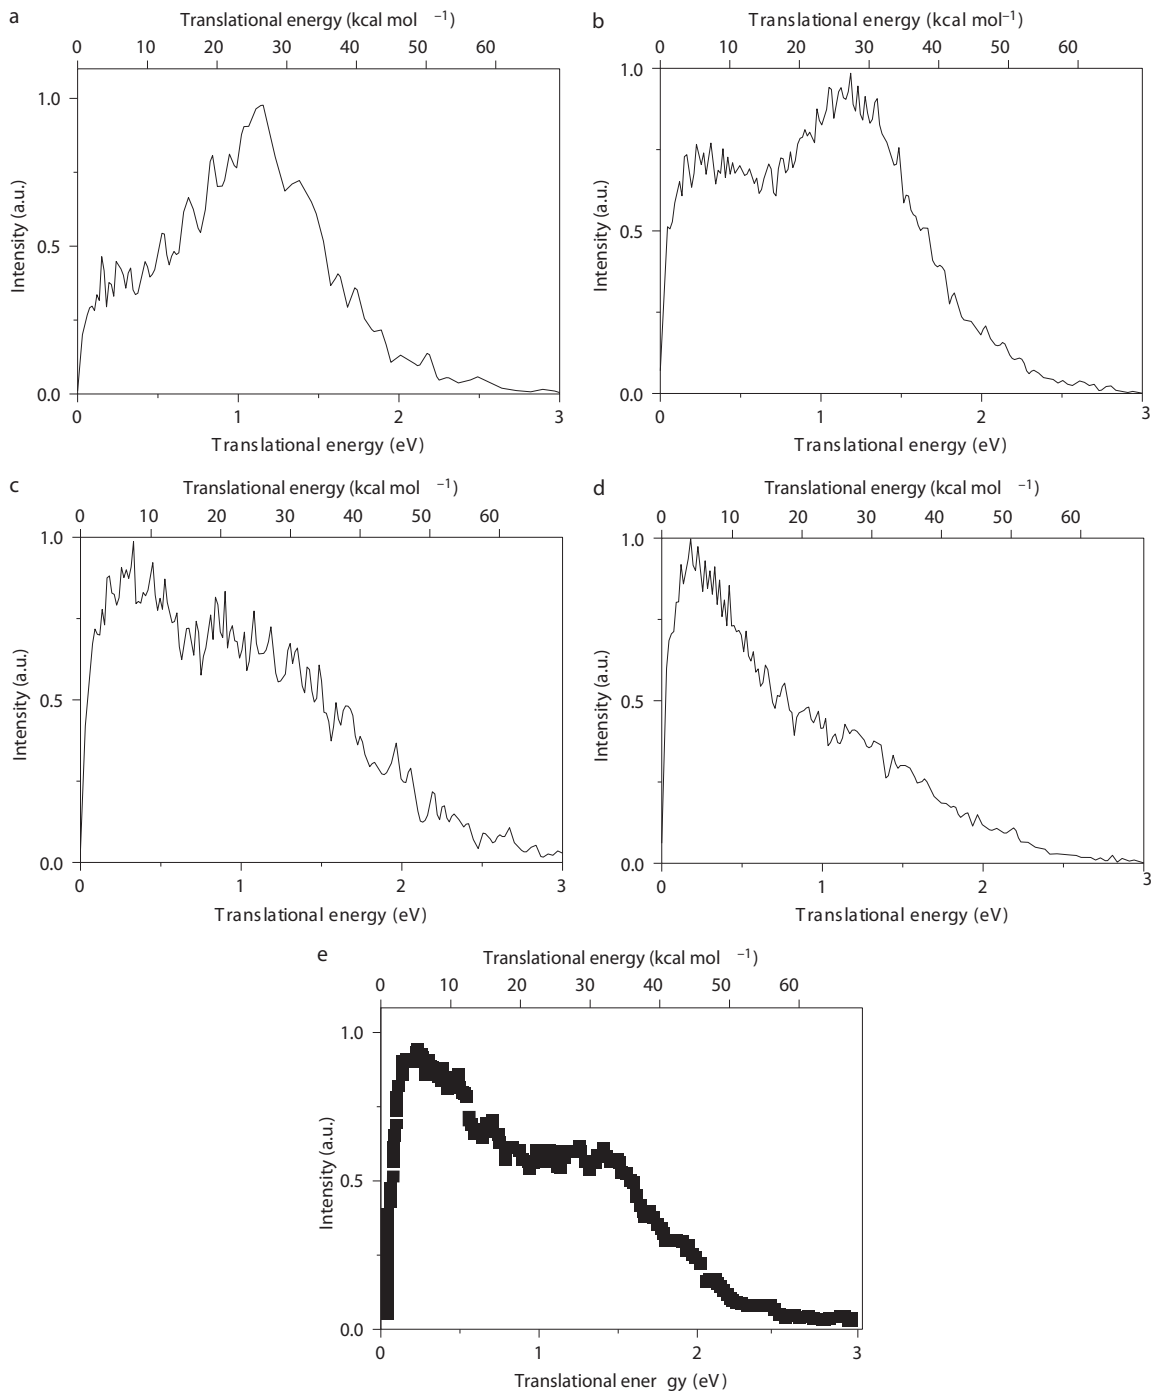 a
Translational energy (kcal mol −1)
0 10 20 30 40 50 60
1.0
0.5
0.0
Intensity (a.u.)
0 1 2 3
Translational energy (eV)
b
Translational energy (kcal mol−1)
0 10 20 30 40 50 60
1.0
0.5
0.0
Intensity (a.u.)
0 1 2 3
Translational energy (eV)
c
Translational energy (kcal mol −1)
0 10 20 30 40 50 60
1.0
0.5
0.0
Intensity (a.u.)
0 1 2 3
Translational energy (eV)
d
Translational energy (kcal mol −1)
0 10 20 30 40 50 60
1.0
0.5
0.0
Intensity (a.u.)
0 1 2 3
Translational energy (eV)
e
Translational energy (kcal mol −1)
0 10 20 30 40 50 60
1.0
0.5
0.0
Intensity (a.u.)
0 1 2 3
Translational ener gy (eV)